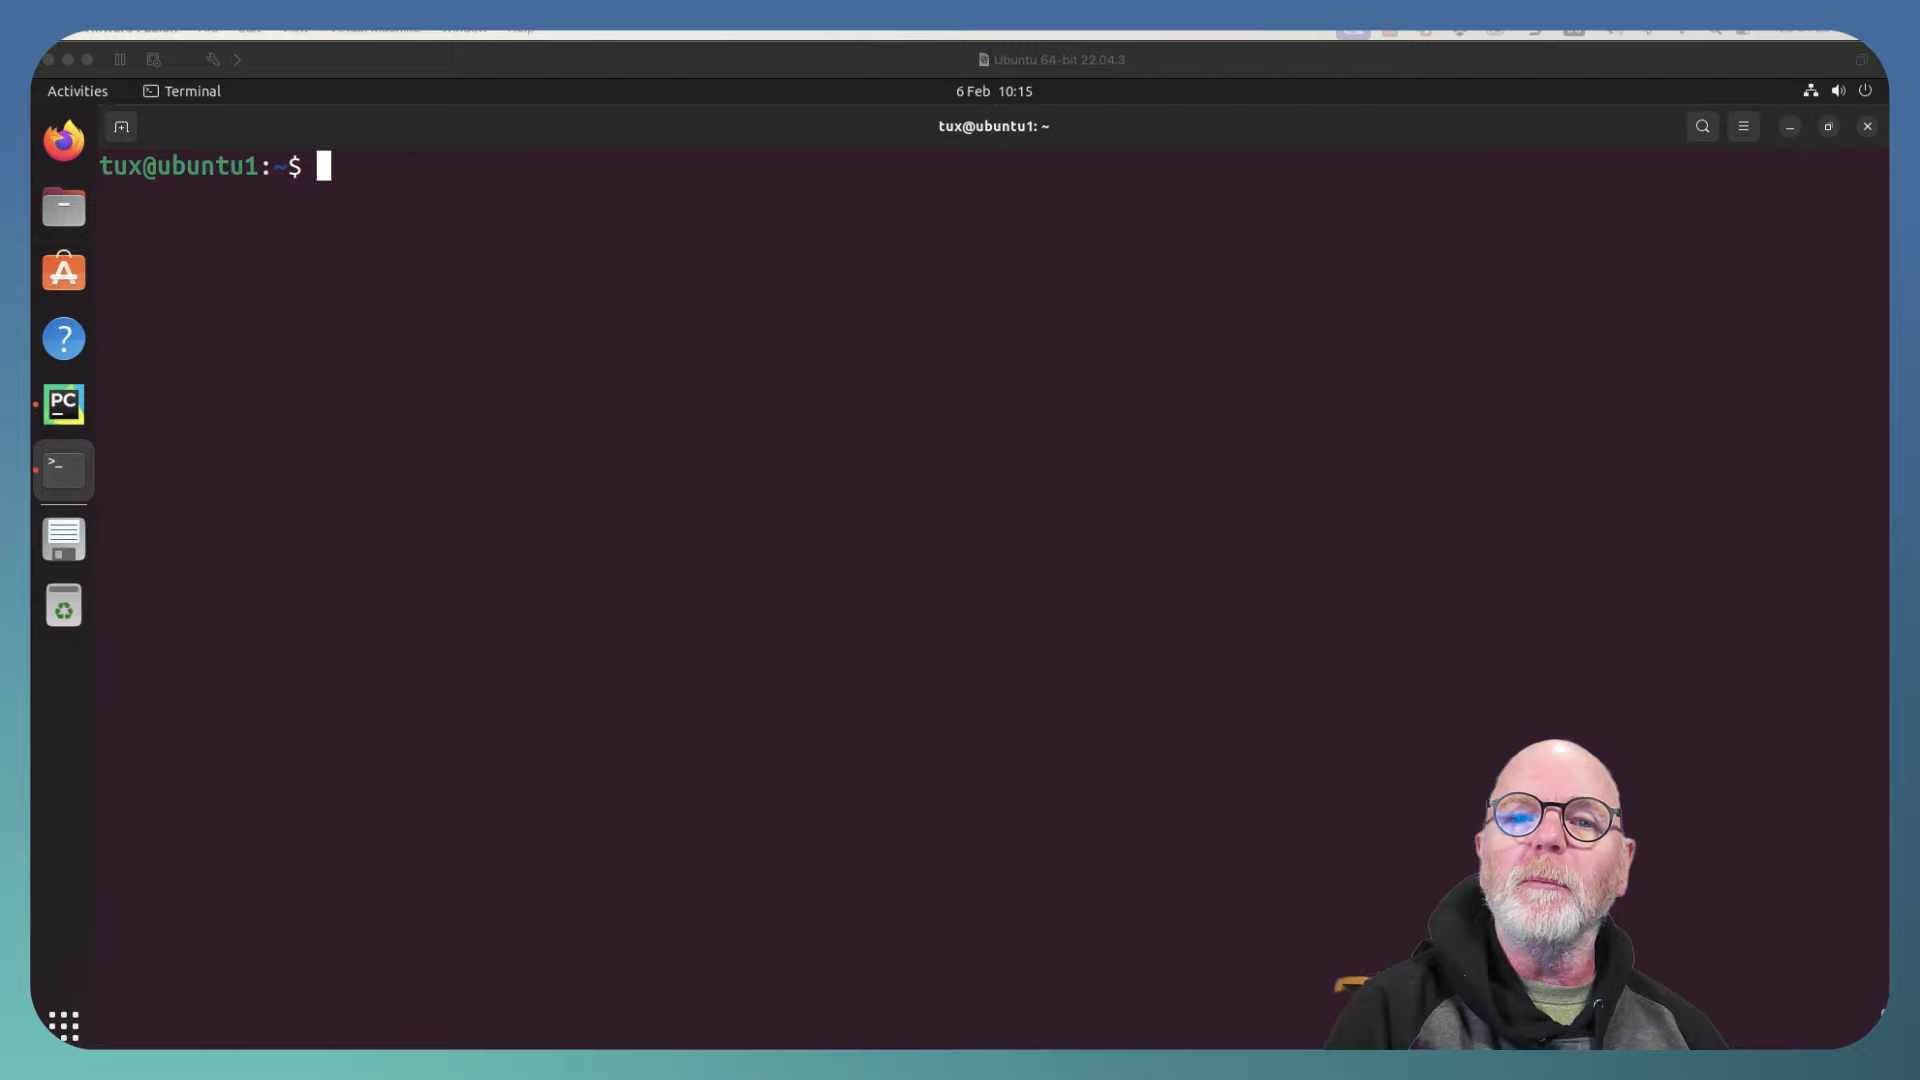 Ubuntu 64-bit 22.04.3
Activities
Terminal
6 Feb 10:15
tux@ubuntu1: ~
tux@ubuntu1:~$
A
?
PC
>_